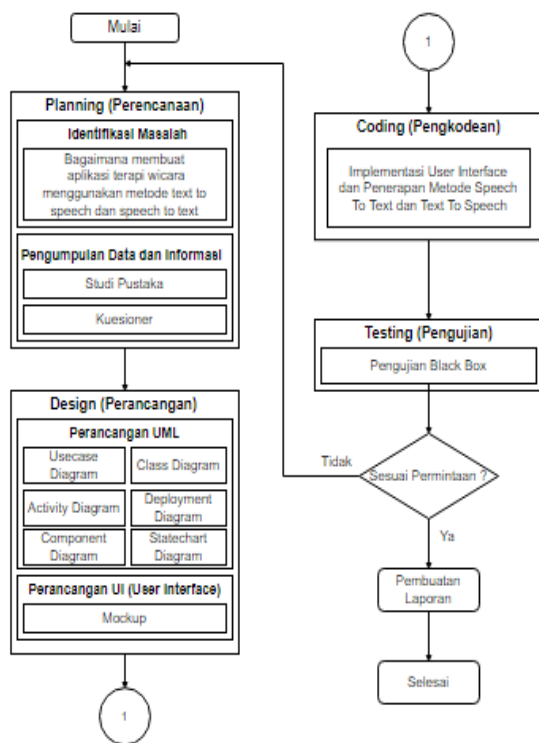 Mulai
Planning (Perencanaan)
Identifikasi Masalah
Bagaimana membuat
aplikasi terapi wicara
menggunakan metode text to
speech dan speech to text
Pengumpulan Data dan Informasi
Studi Pustaka
Kuesioner
Design (Perancangan)
Perancangan UML
Usecase
Diagram
Class Diagram
Activity Diagram
Deployment
Diagram
Component
Diagram
Statechart
Diagram
Perancangan UI (User Interface)
Mockup
1
1
Coding (Pengkodean)
Implementasi User Interface
dan Penerapan Metode Speech
To Text dan Text To Speech
Testing (Pengujian)
Pengujian Black Box
Sesuai Permintaan ?
Tidak
Ya
Pembuatan
Laporan
Selesai